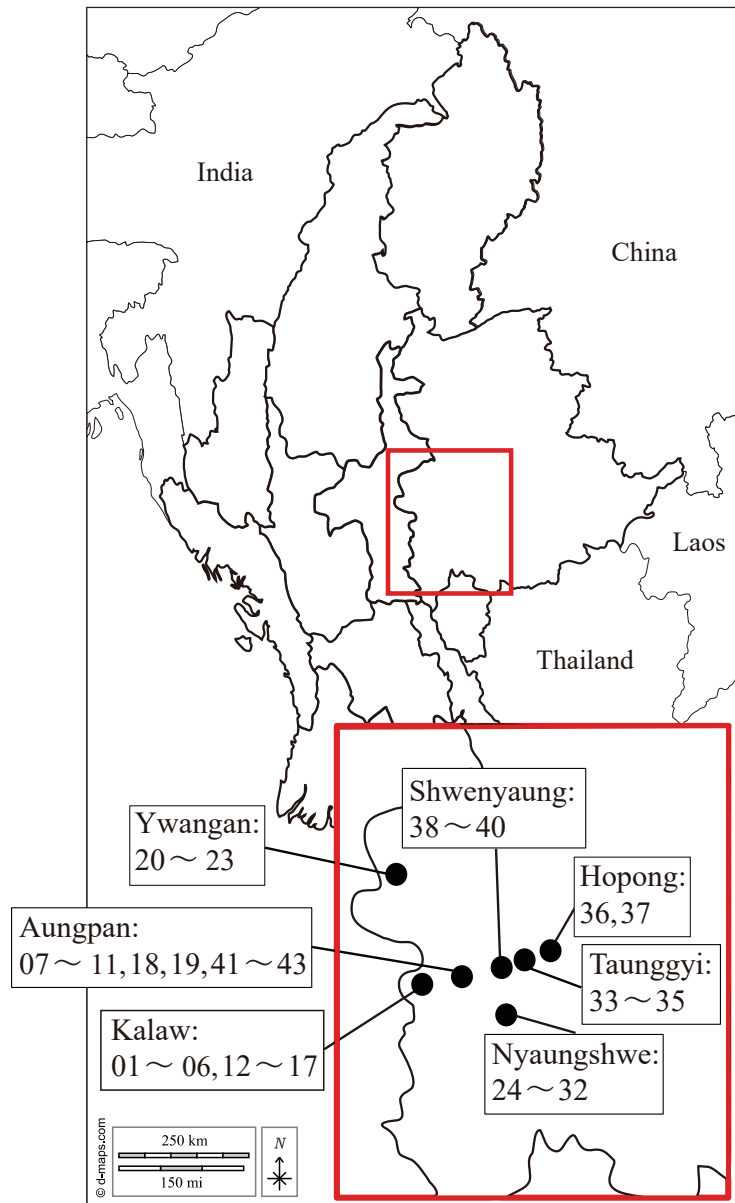 India
China
Laos
Thailand
Shwenyaung:
38～40
Ywangan:
20～23
Hopong:
36,37
Aungpan:
07～11,18,19,41～43
Taunggyi:
33～35
Kalaw:
01～06,12～17
Nyaungshwe:
24～32
250 km
150 mi
N
© d-maps.com